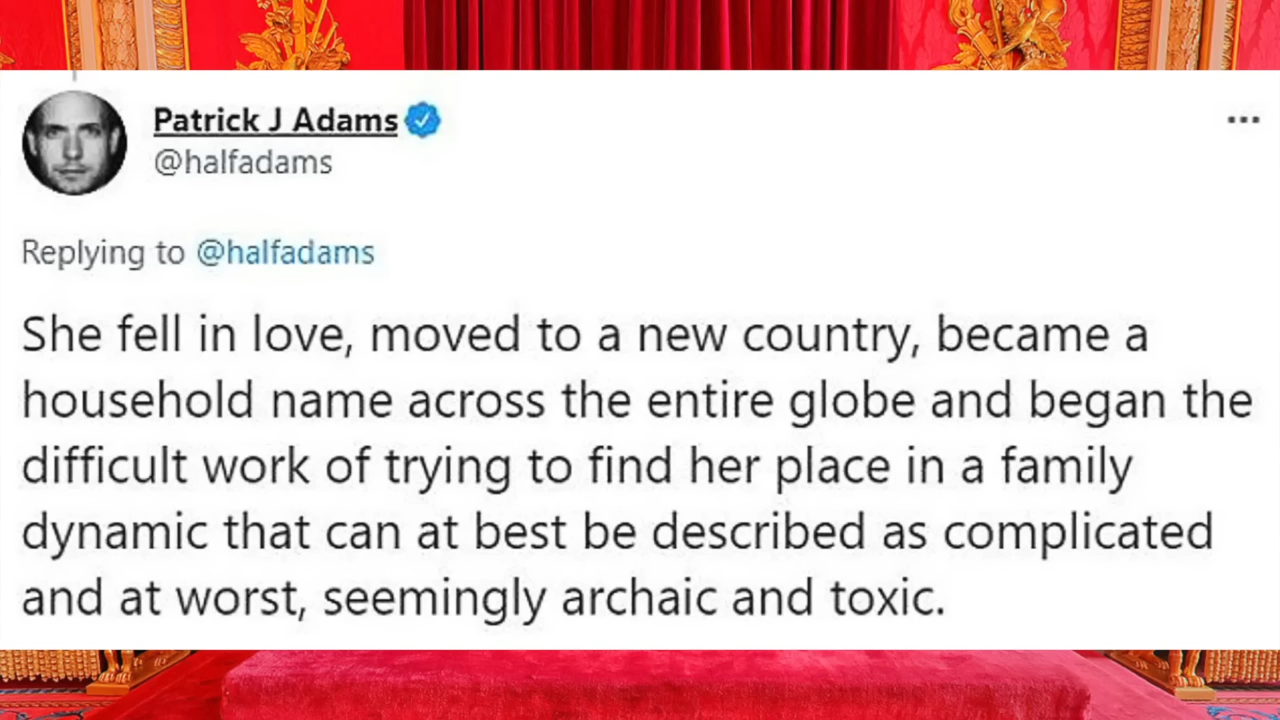 Patrick J Adams
@halfadams
Replying to @halfadams
She fell in love, moved to a new country, became a
household name across the entire globe and began the
difficult work of trying to find her place in a family
dynamic that can at best be described as complicated
and at worst, seemingly archaic and toxic.